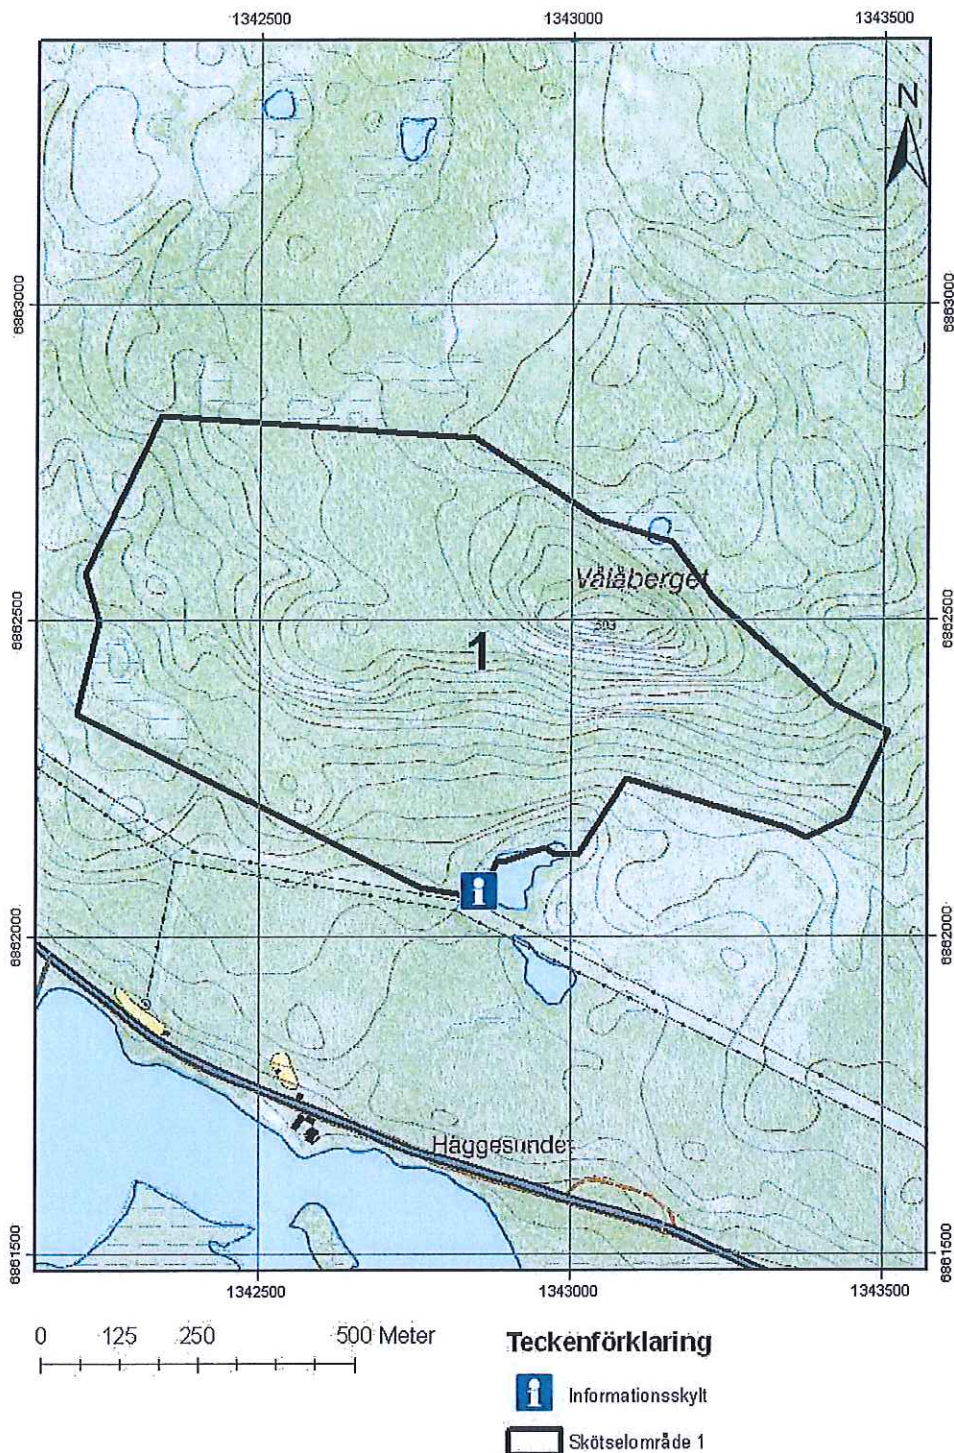 1342500 1343000 1343500
N
6863000 6863000
Vålåberget
6862500 6862500
503
1
6862000 6862000
Häggesundet
6861500 6861500
1342500 1343000 1343500
0 125 250 500 Meter
Teckenförklaring
i Informationsskylt
Skötselområde 1